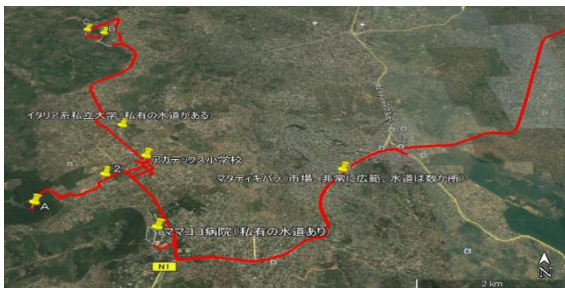 C
B
イタリア系私立大学(私有の水道がある)
アカデックス小学校
2
マタディキバラ(市場、非常に広範、水道は数か所)
A
ママココ病院(私有の水道あり)
N1
N
2 km